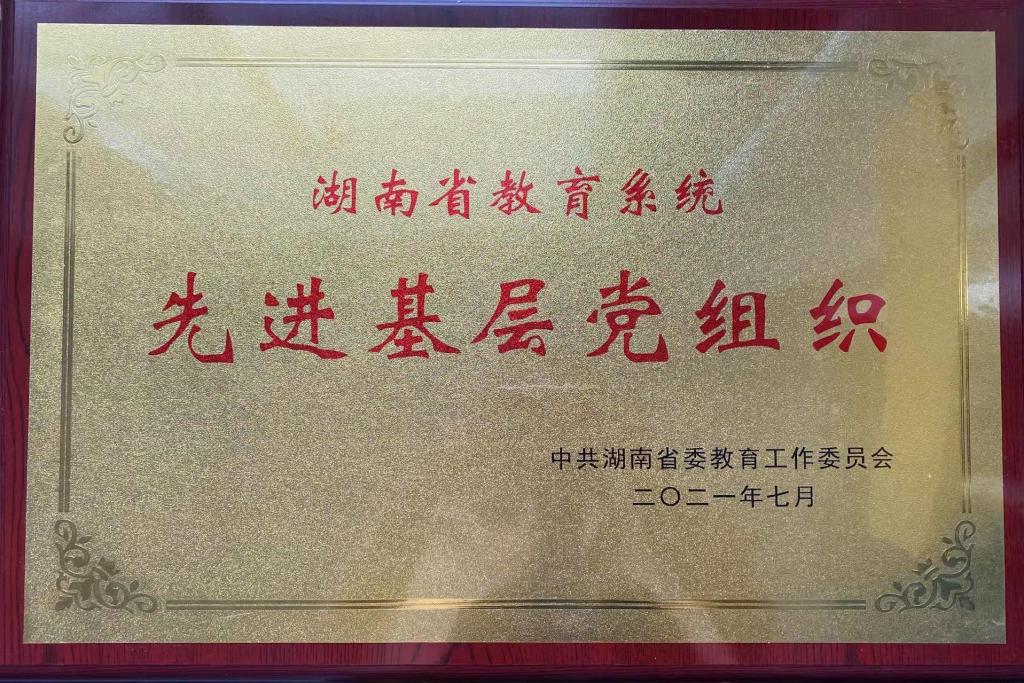 湖南省教育系统
先进基层党组织
中共湖南省委教育工作委员会
二〇二一年七月